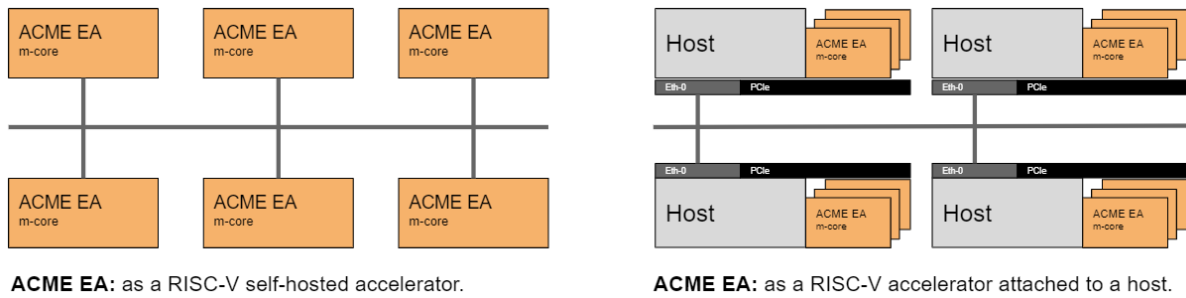 ACME EA
m-core
ACME EA
m-core
ACME EA
m-core
ACME EA
m-core
ACME EA
m-core
ACME EA
m-core
ACME EA: as a RISC-V self-hosted accelerator.
Host
ACME EA
m-core
Eth-0 PCIe
Host
ACME EA
m-core
Eth-0 PCIe
Eth-0 PCIe
Host
ACME EA
m-core
Eth-0 PCIe
Host
ACME EA
m-core
ACME EA: as a RISC-V accelerator attached to a host.